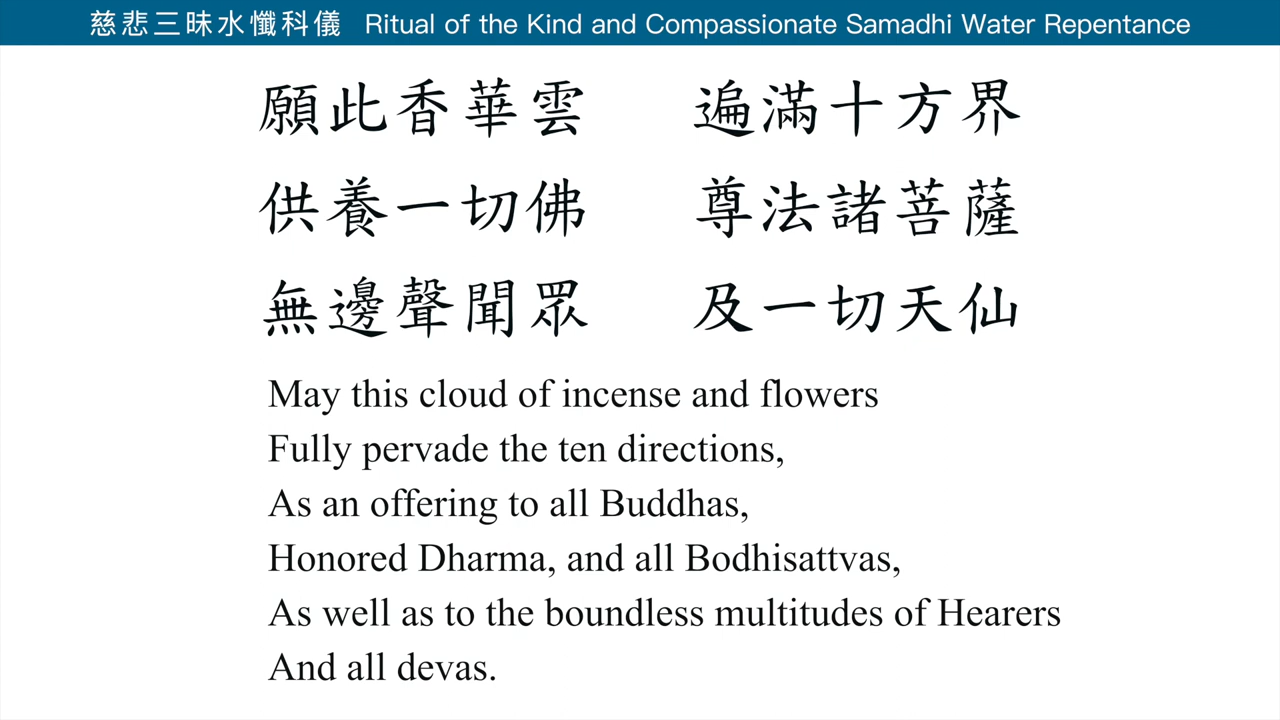 慈悲三昧水懺科儀 Ritual of the Kind and Compassionate Samadhi Water Repentance
願此香華雲 遍滿十方界
供養一切佛 尊法諸菩薩
無邊聲聞眾 及一切天仙
May this cloud of incense and flowers
Fully pervade the ten directions,
As an offering to all Buddhas,
Honored Dharma, and all Bodhisattvas,
As well as to the boundless multitudes of Hearers
And all devas.